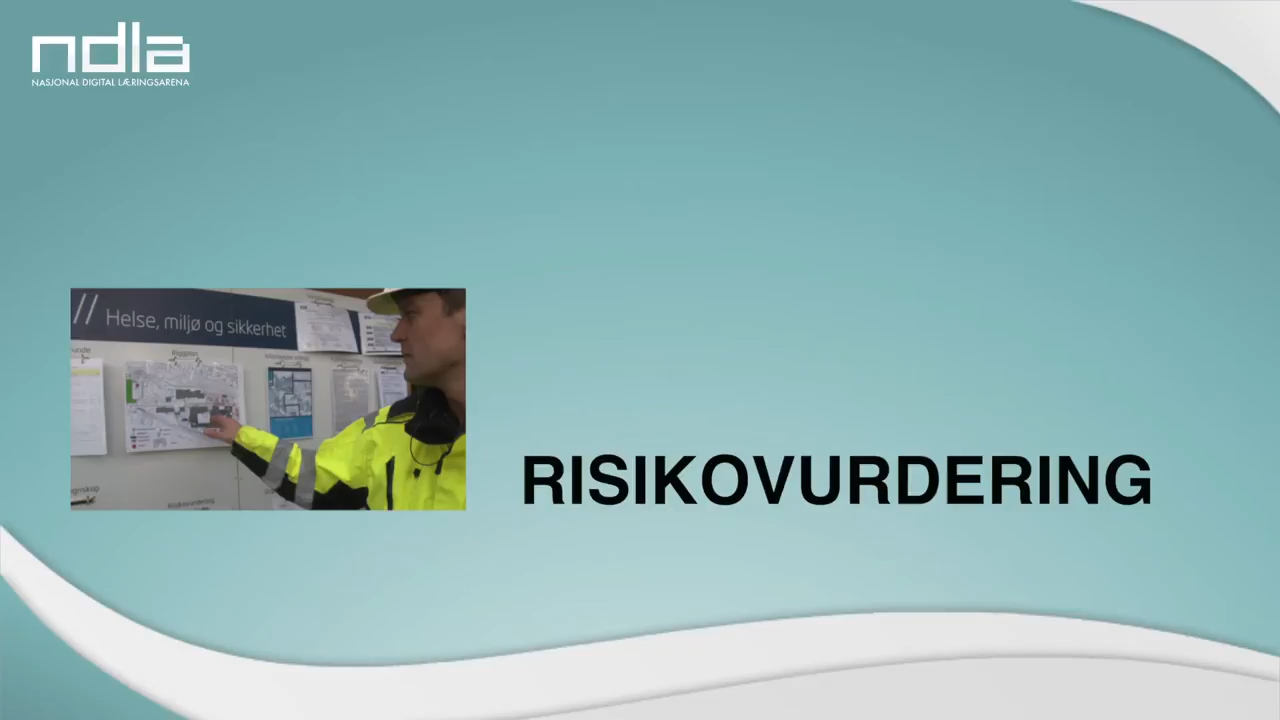 ndla
NASJONAL DIGITAL LÆRINGSARENA
// Helse, miljø og sikkerhet
RISIKOVURDERING